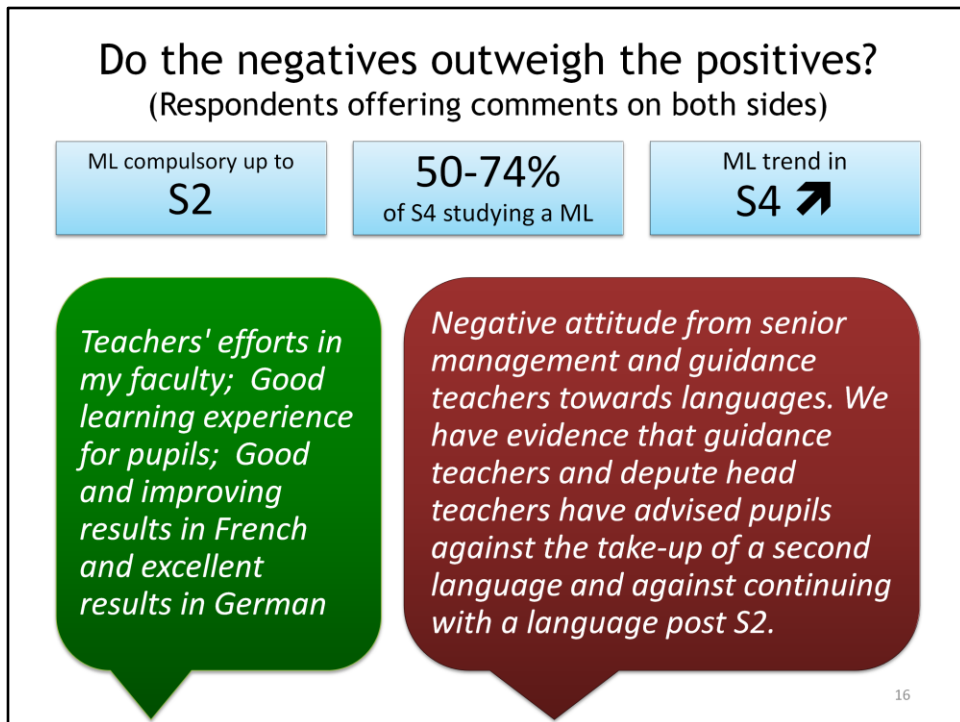 Do the negatives outweigh the positives?
(Respondents offering comments on both sides)
ML compulsory up to
S2
50-74%
of S4 studying a ML
ML trend in
S4
Teachers' efforts in
my faculty;  Good
learning experience
for pupils;  Good
and improving
results in French
and excellent
results in German
Negative attitude from senior
management and guidance
teachers towards languages. We
have evidence that guidance
teachers and depute head
teachers have advised pupils
against the take-up of a second
language and against continuing
with a language post S2.
16